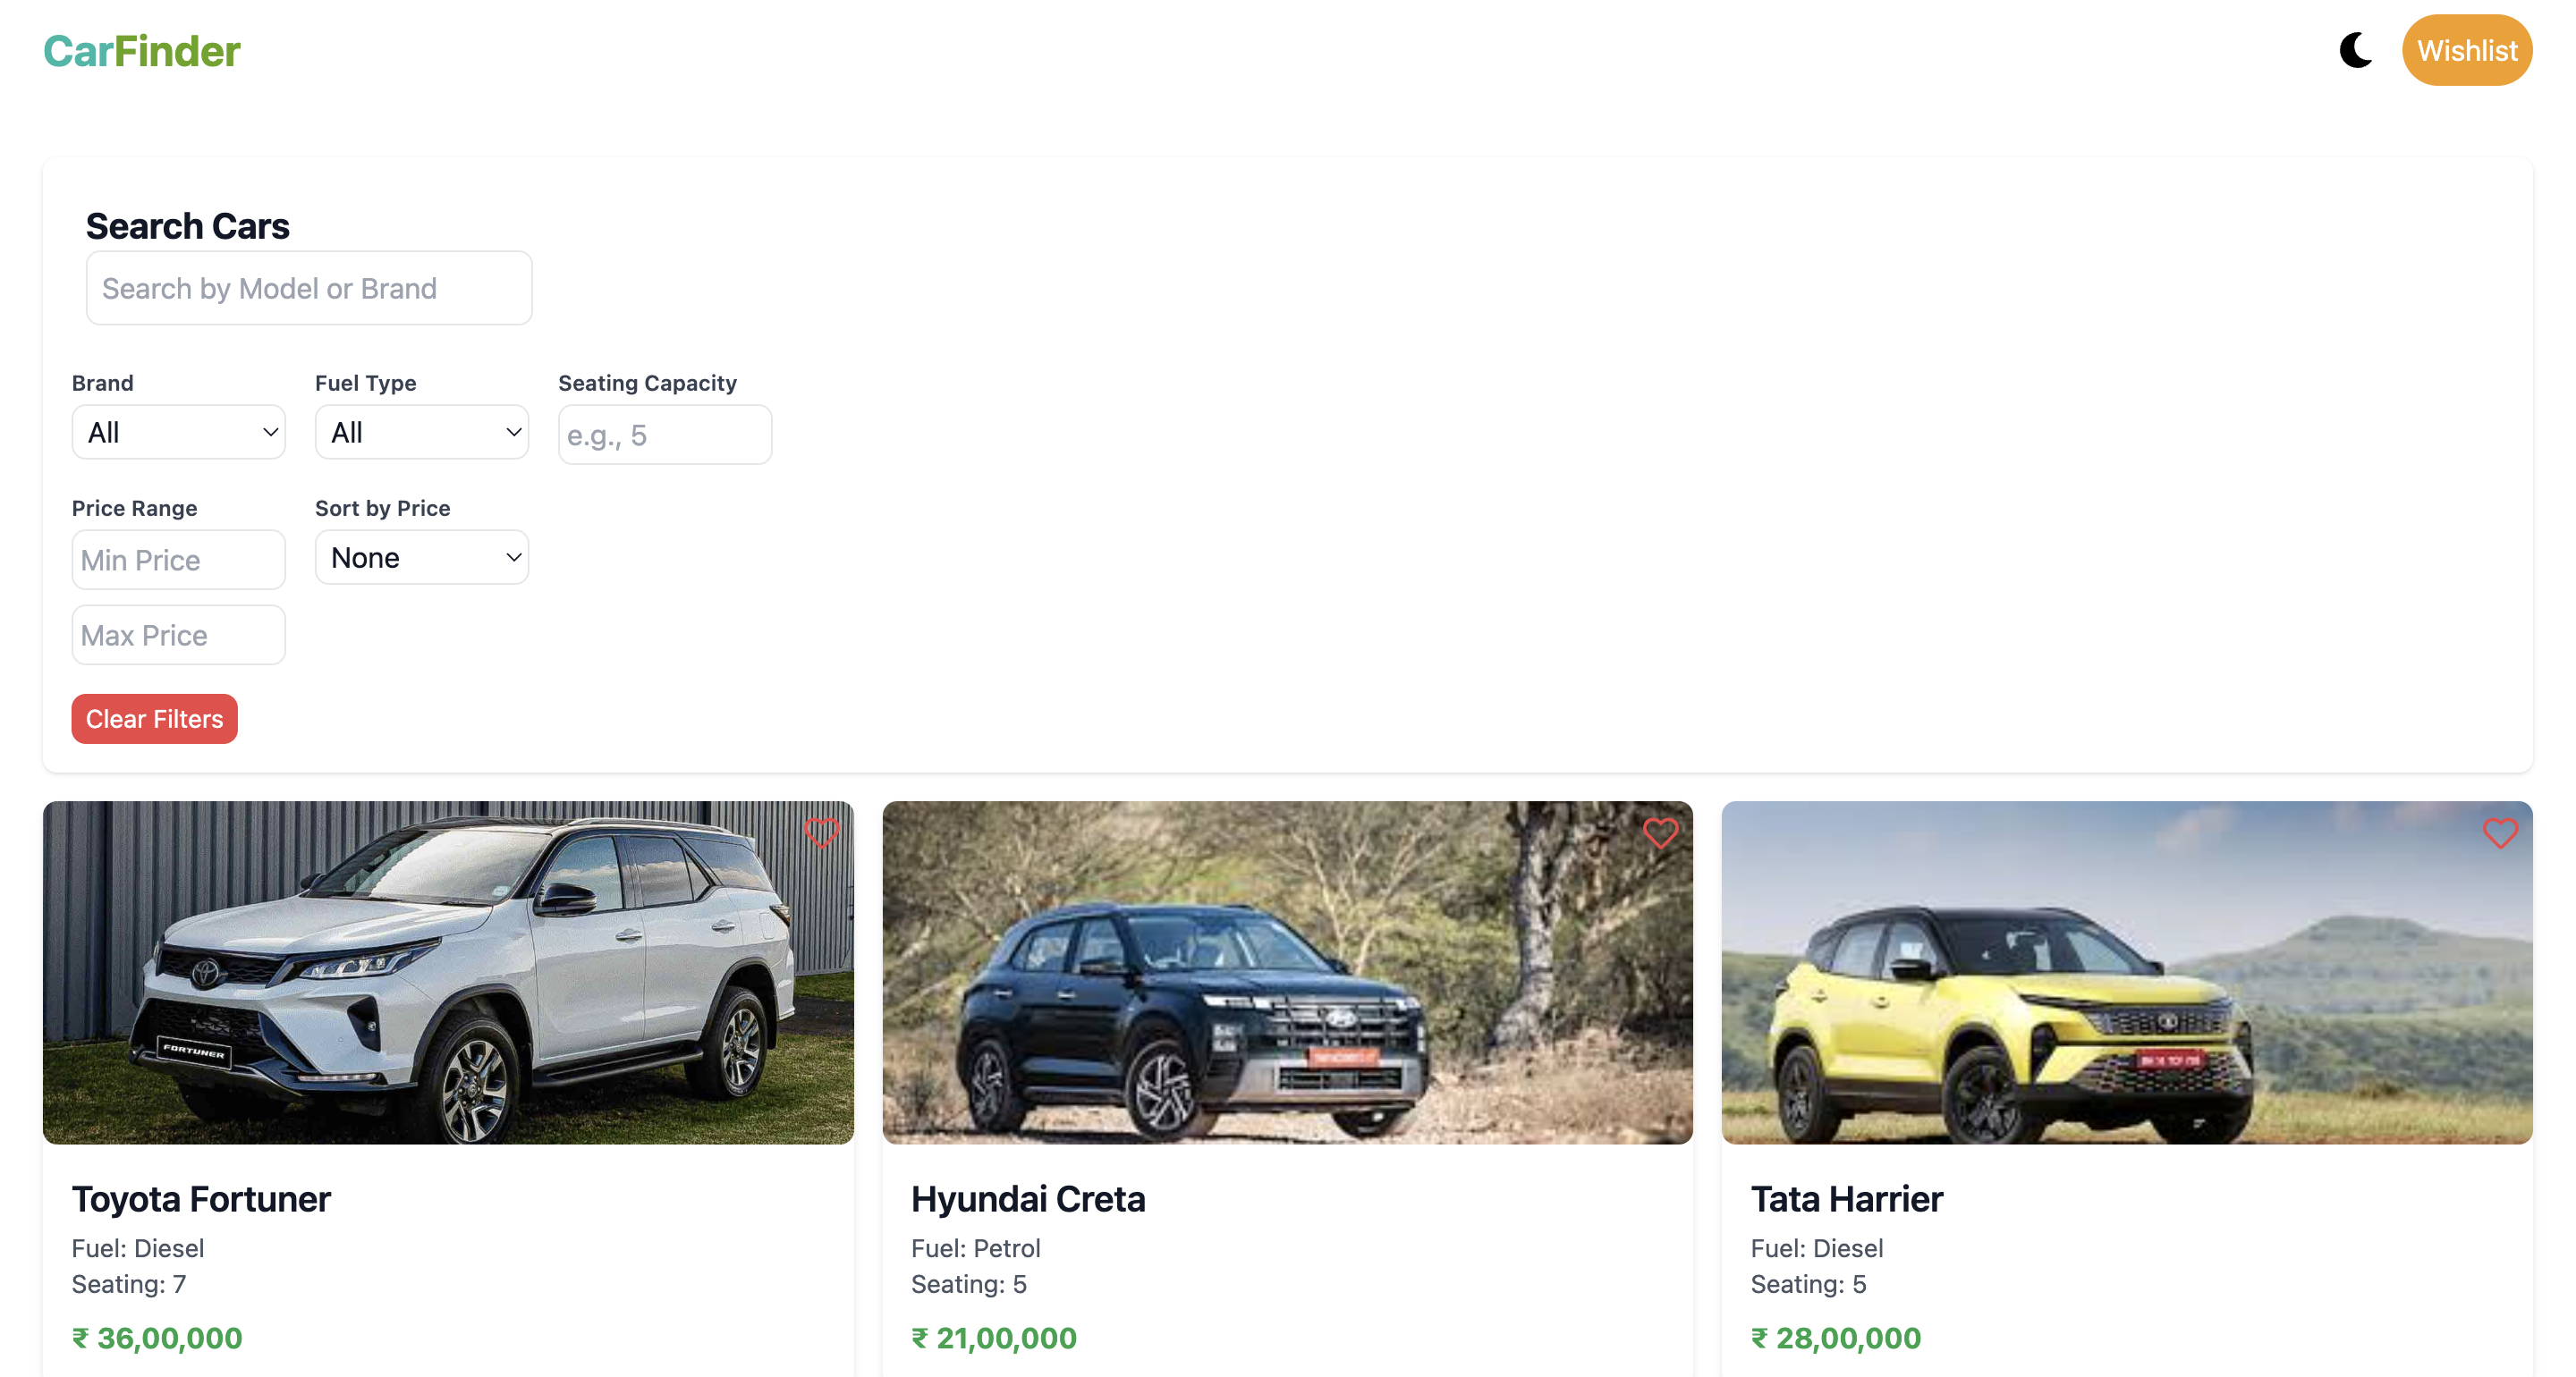 CarFinder
Wishlist
Search Cars
Search by Model or Brand
Brand Fuel Type Seating Capacity
All All e.g., 5
Price Range Sort by Price
Min Price None
Max Price
Clear Filters
FORTUNER
Toyota Fortuner Hyundai Creta Tata Harrier
Fuel: Diesel Fuel: Petrol Fuel: Diesel
Seating: 7 Seating: 5 Seating: 5
₹ 36,00,000 ₹ 21,00,000 ₹ 28,00,000